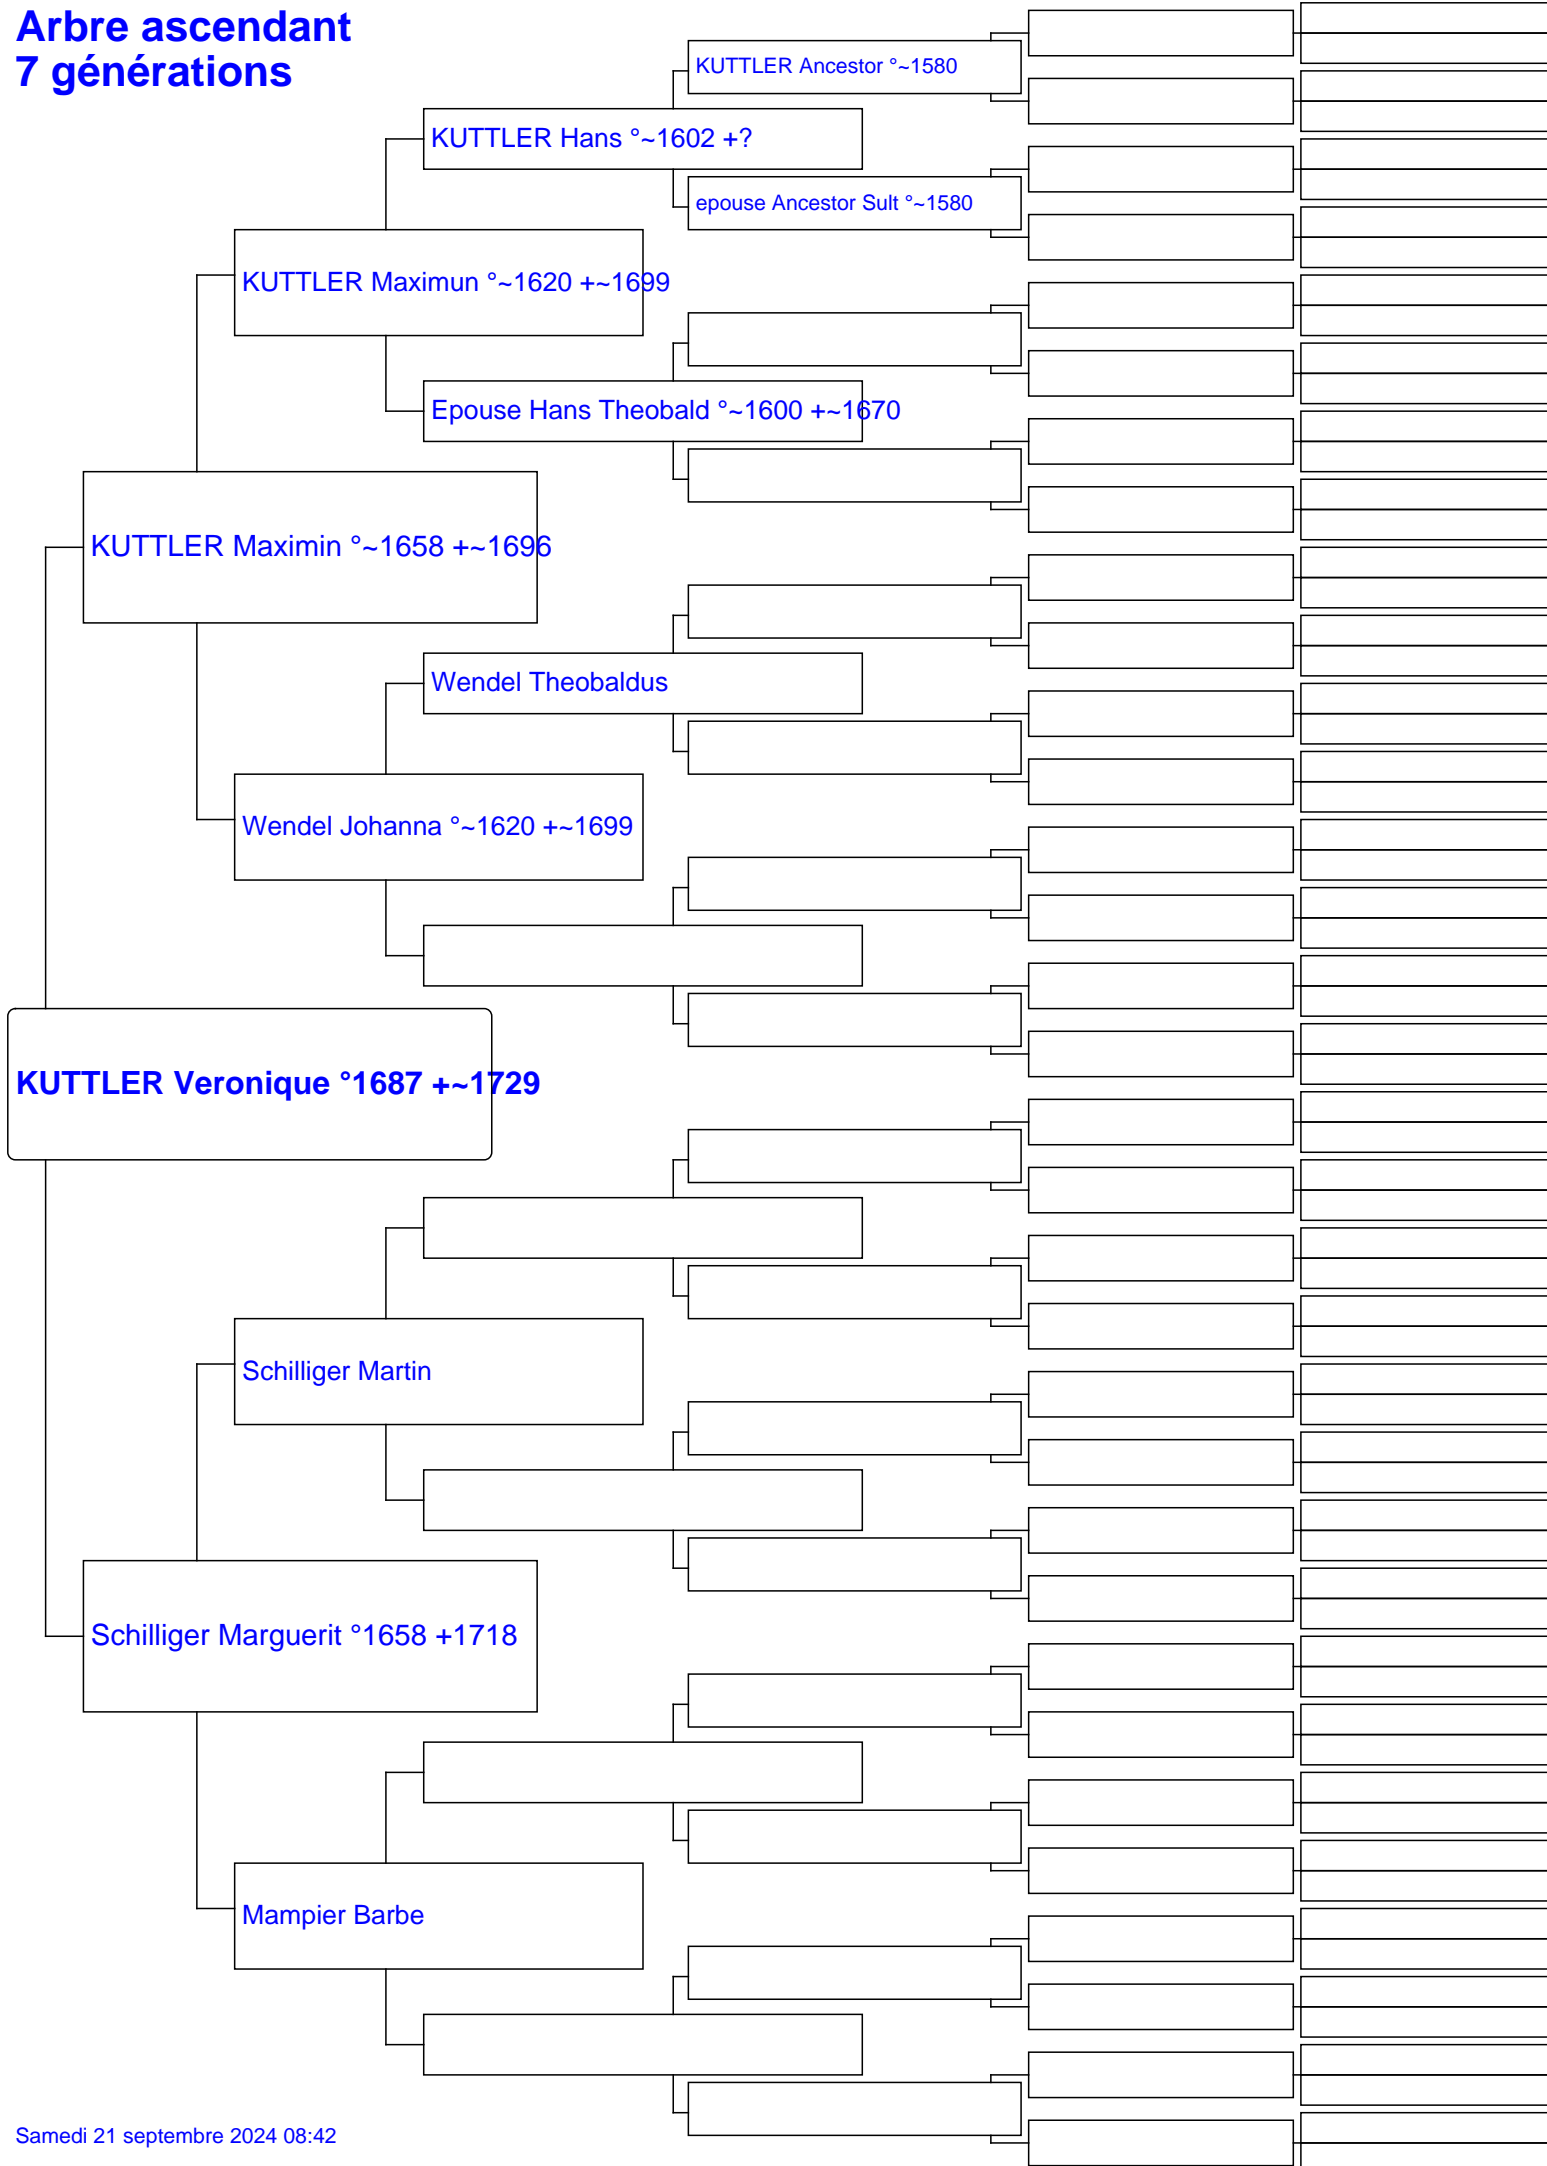 Arbre ascendant
7 générations
KUTTLER Ancestor °~1580
KUTTLER Hans °~1602 +?
epouse Ancestor Sult °~1580
KUTTLER Maximun °~1620 +~1699
Epouse Hans Theobald °~1600 +~1670
KUTTLER Maximin °~1658 +~1696
Wendel Theobaldus
Wendel Johanna °~1620 +~1699
KUTTLER Veronique °1687 +~1729
Schilliger Martin
Schilliger Marguerit °1658 +1718
Mampier Barbe
Samedi 21 septembre 2024 08:42